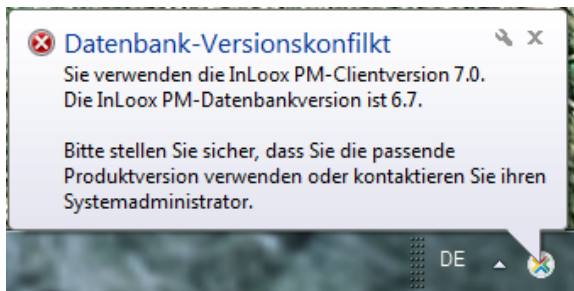 Datenbank-Versionskonfilkt
Sie verwenden die InLoox PM-Clientversion 7.0.
Die InLoox PM-Datenbankversion ist 6.7.
Bitte stellen Sie sicher, dass Sie die passende
Produktversion verwenden oder kontaktieren Sie ihren
Systemadministrator.
DE